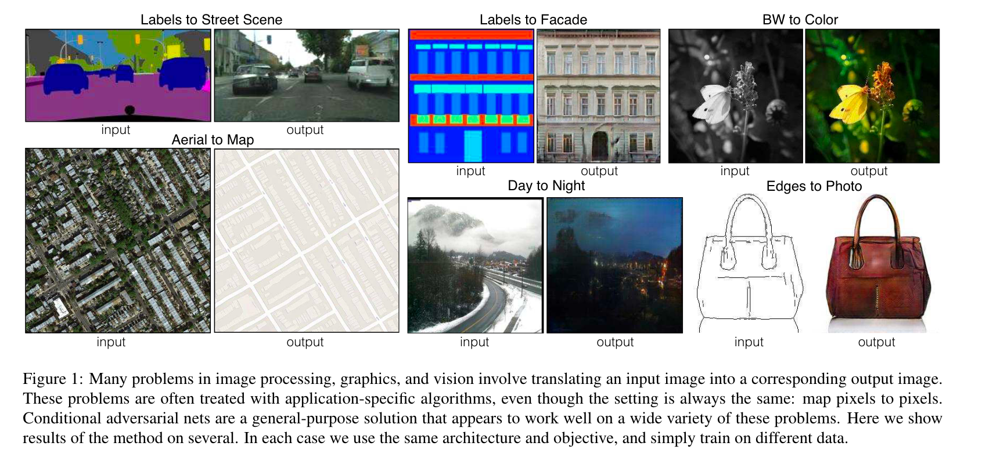 Labels to Street Scene
input
output
Aerial to Map
input
output
Labels to Facade
input
output
BW to Color
input
output
Day to Night
input
output
Edges to Photo
input
output
Figure 1: Many problems in image processing, graphics, and vision involve translating an input image into a corresponding output image.
These problems are often treated with application-specific algorithms, even though the setting is always the same: map pixels to pixels.
Conditional adversarial nets are a general-purpose solution that appears to work well on a wide variety of these problems. Here we show
results of the method on several. In each case we use the same architecture and objective, and simply train on different data.